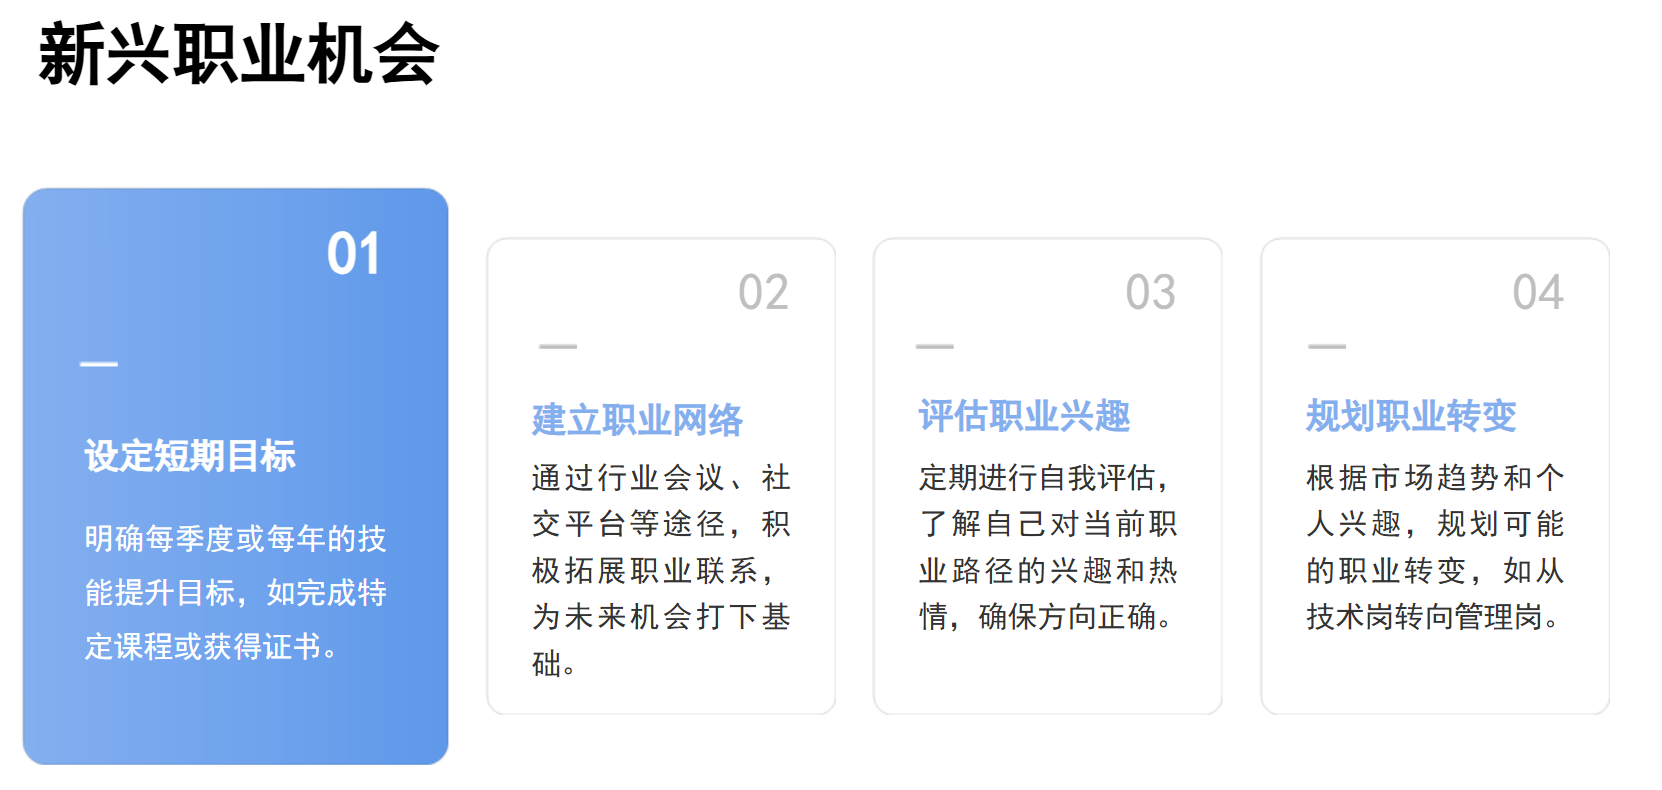 新兴职业机会
01
设定短期目标
明确每季度或每年的技
能提升目标，如完成特
定课程或获得证书。
02
建立职业网络
通过行业会议、社
交平台等途径，积
极拓展职业联系，
为未来机会打下基
础。
03
评估职业兴趣
定期进行自我评估，
了解自己对当前职
业路径的兴趣和热
情，确保方向正确。
04
规划职业转变
根据市场趋势和个
人兴趣，规划可能
的职业转变，如从
技术岗转向管理岗。